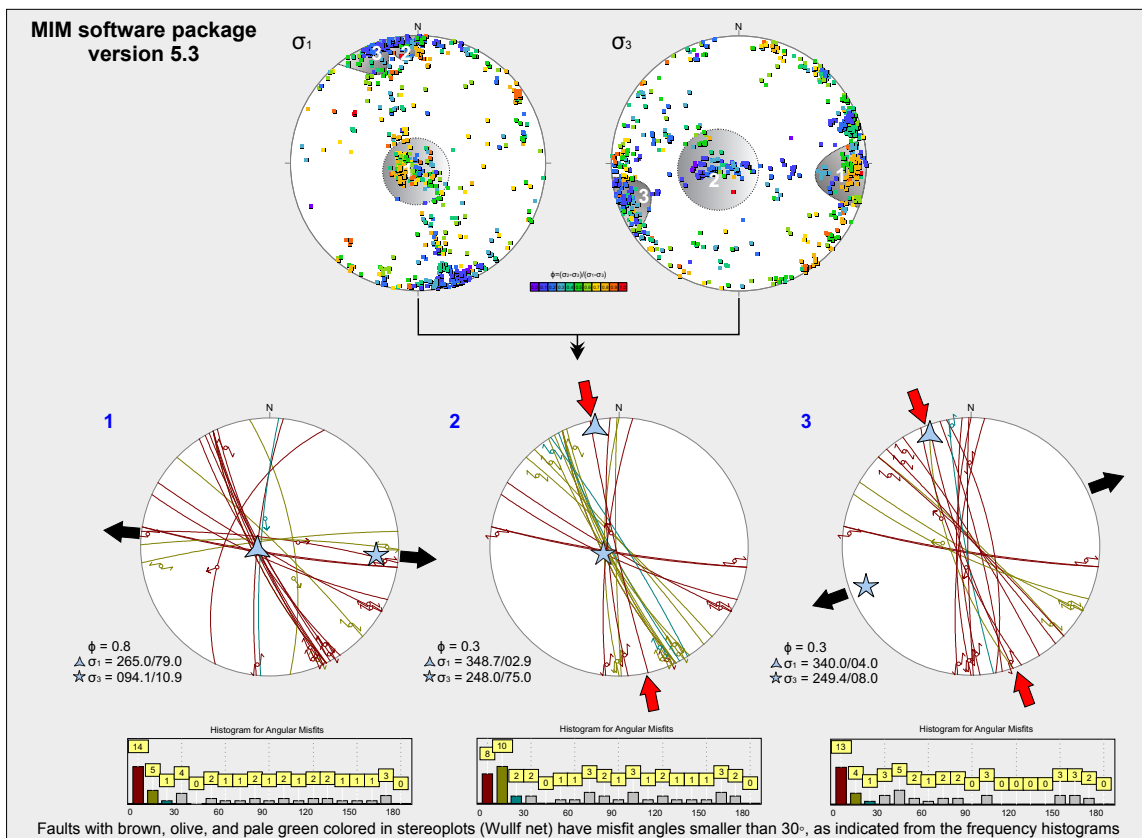 MIM software package
version 5.3
σ1
N
3
2
σ3
N
1
2
3
ϕ=(σ2-σ3)/(σ1-σ3)
1
N
ϕ = 0.8
σ1 = 265.0/79.0
σ3 = 094.1/10.9
2
N
ϕ = 0.3
σ1 = 348.7/02.9
σ3 = 248.0/75.0
3
N
ϕ = 0.3
σ1 = 340.0/04.0
σ3 = 249.4/08.0
Histogram for Angular Misfits
14 5 1 4 0 2 1 1 2 1 2 2 1 1 1 3 0
0 30 60 90 120 150 180
Histogram for Angular Misfits
8 10 2 2 0 1 1 3 2 3 1 2 1 1 3 2 0
0 30 60 90 120 150 180
Histogram for Angular Misfits
13 4 1 3 5 2 1 2 2 0 3 0 0 0 0 3 3 2 0
0 30 60 90 120 150 180
Faults with brown, olive, and pale green colored in stereoplots (Wullf net) have misfit angles smaller than 30°, as indicated from the frequency histograms